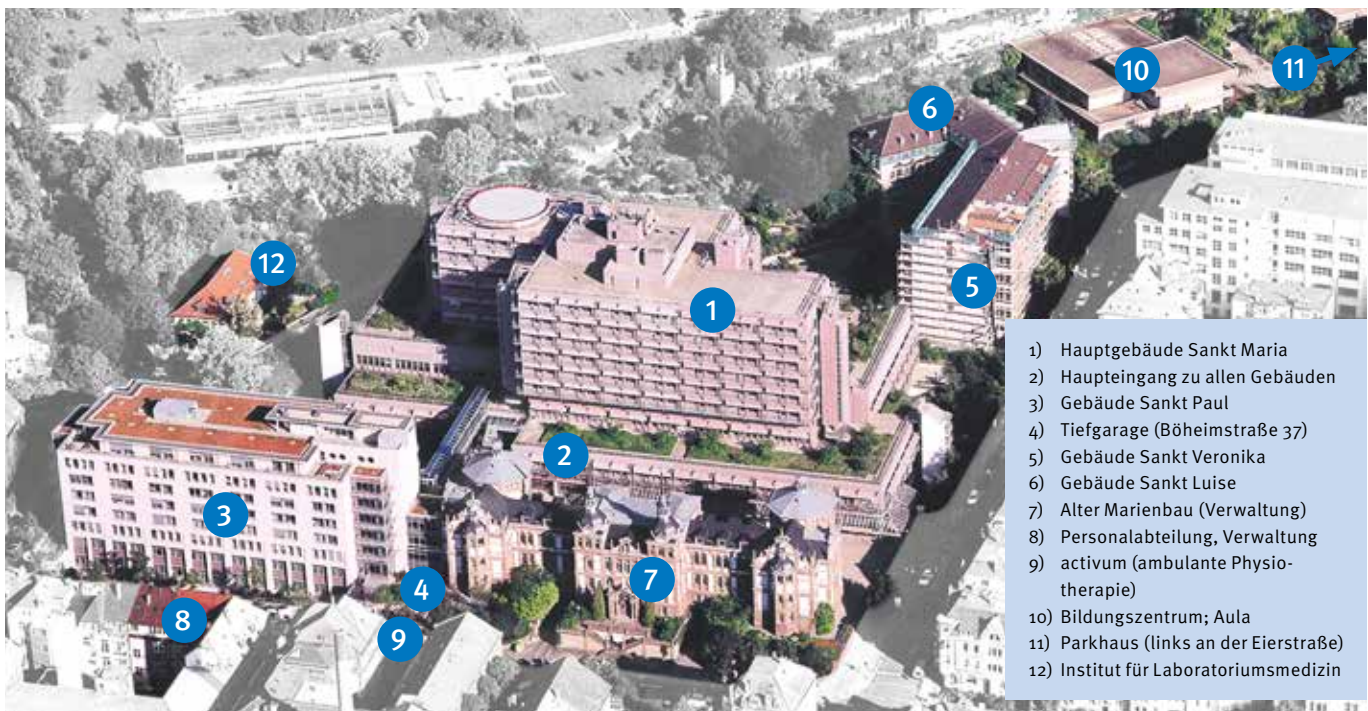 10
11
6
12
5
1
2
3
4
7
8
9
1) Hauptgebäude Sankt Maria
2) Haupteingang zu allen Gebäuden
3) Gebäude Sankt Paul
4) Tiefgarage (Böheimstraße 37)
5) Gebäude Sankt Veronika
6) Gebäude Sankt Luise
7) Alter Marienbau (Verwaltung)
8) Personalabteilung, Verwaltung
9) activum (ambulante Physio-
therapie)
10) Bildungszentrum; Aula
11) Parkhaus (links an der Eierstraße)
12) Institut für Laboratoriumsmedizin